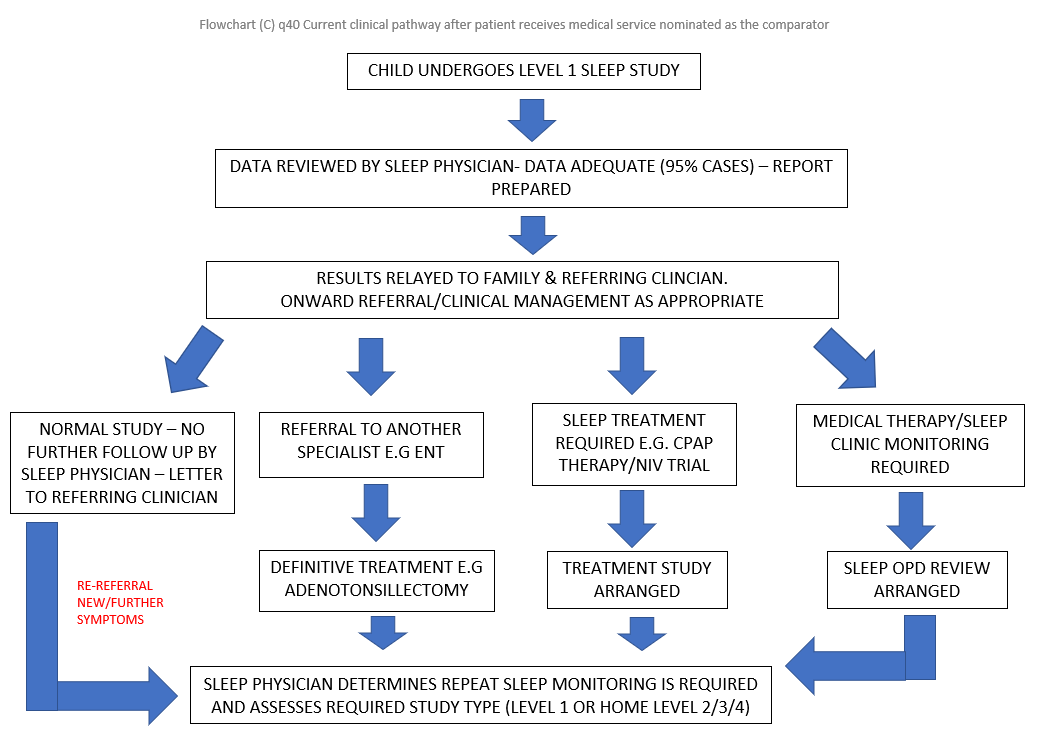 Flowchart (C) q40 Current clinical pathway after patient receives medical service nominated as the comparator
CHILD UNDERGOES LEVEL 1 SLEEP STUDY
DATA REVIEWED BY SLEEP PHYSICIAN- DATA ADEQUATE (95% CASES) – REPORT
PREPARED
RESULTS RELAYED TO FAMILY & REFERRING CLINCIAN.
ONWARD REFERRAL/CLINICAL MANAGEMENT AS APPROPRIATE
NORMAL STUDY – NO
FURTHER FOLLOW UP BY
SLEEP PHYSICIAN – LETTER
TO REFERRING CLINICIAN
REFERRAL TO ANOTHER
SPECIALIST E.G ENT
SLEEP TREATMENT
REQUIRED E.G. CPAP
THERAPY/NIV TRIAL
MEDICAL THERAPY/SLEEP
CLINIC MONITORING
REQUIRED
RE-REFERRAL
NEW/FURTHER
SYMPTOMS
DEFINITIVE TREATMENT E.G
ADENOTONSILLECTOMY
TREATMENT STUDY
ARRANGED
SLEEP OPD REVIEW
ARRANGED
SLEEP PHYSICIAN DETERMINES REPEAT SLEEP MONITORING IS REQUIRED
AND ASSESSES REQUIRED STUDY TYPE (LEVEL 1 OR HOME LEVEL 2/3/4)